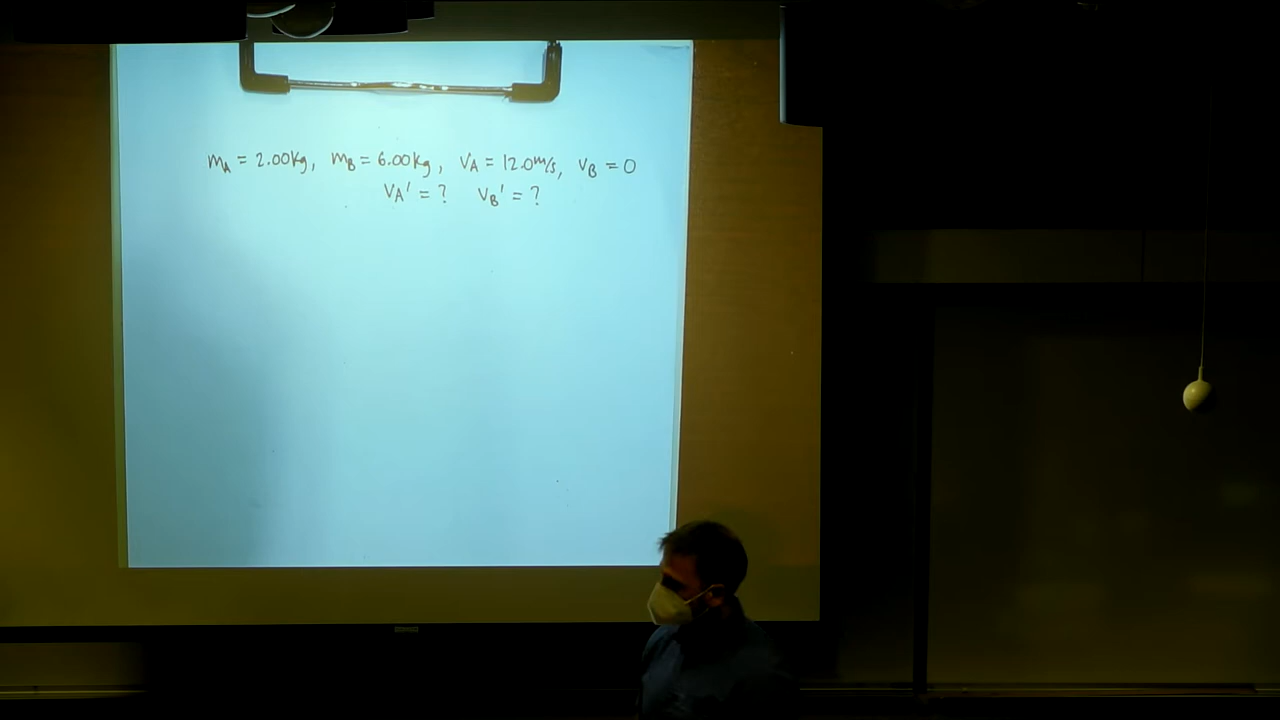 mA = 2.00kg, mB = 6.00kg, vA = 12.0m/s, vB = 0
vA' = ? vB' = ?